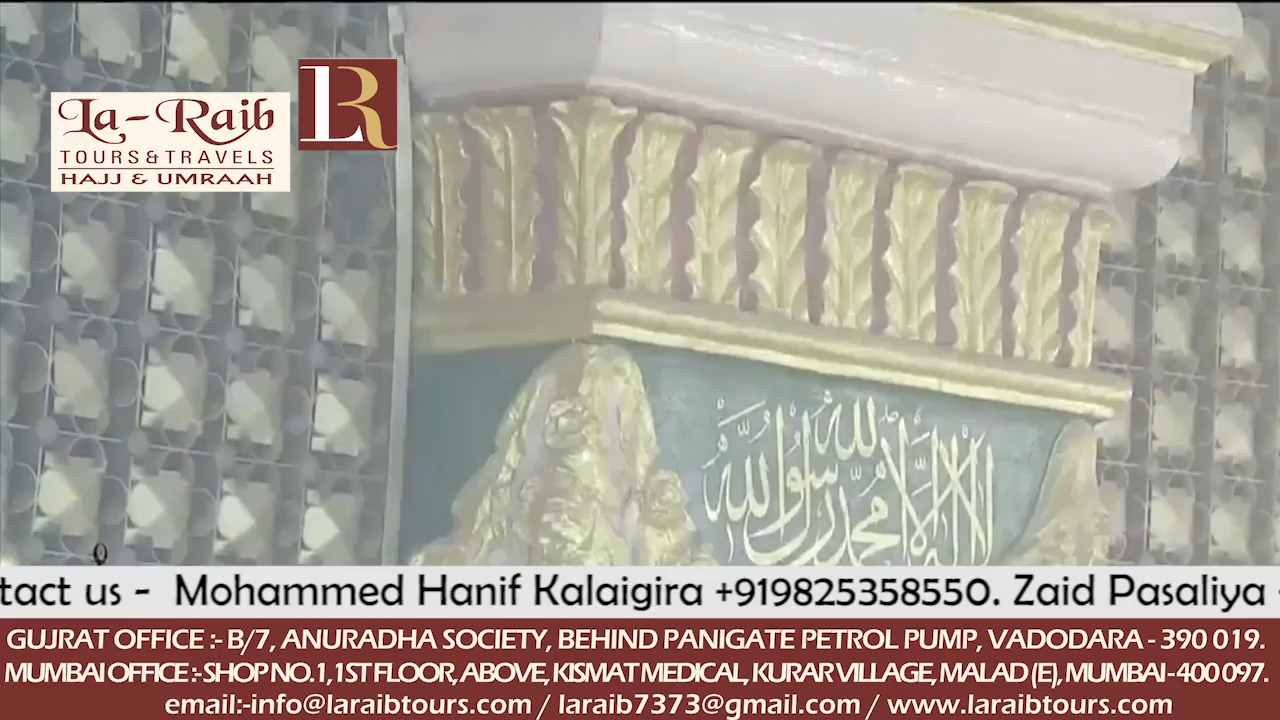 La-Raib
TOURS & TRAVELS
HAJJ & UMRAAH
LR
لا إله إلا الله محمد رسول الله
tact us - Mohammed Hanif Kalaigira +919825358550. Zaid Pasaliya
GUJRAT OFFICE :- B/7, ANURADHA SOCIETY, BEHIND PANIGATE PETROL PUMP, VADODARA - 390 019.
MUMBAI OFFICE :- SHOP NO. 1, 1ST FLOOR, ABOVE, KISMAT MEDICAL, KURAR VILLAGE, MALAD (E), MUMBAI - 400 097.
email:-info@laraibtours.com / laraib7373@gmail.com / www.laraibtours.com